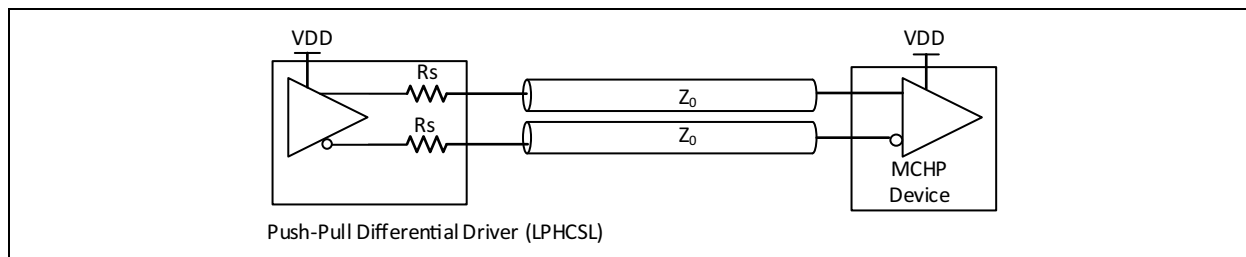 VDD
VDD
Rs
Z₀
Rs
Z₀
MCHP
Device
Push-Pull Differential Driver (LPHCSL)